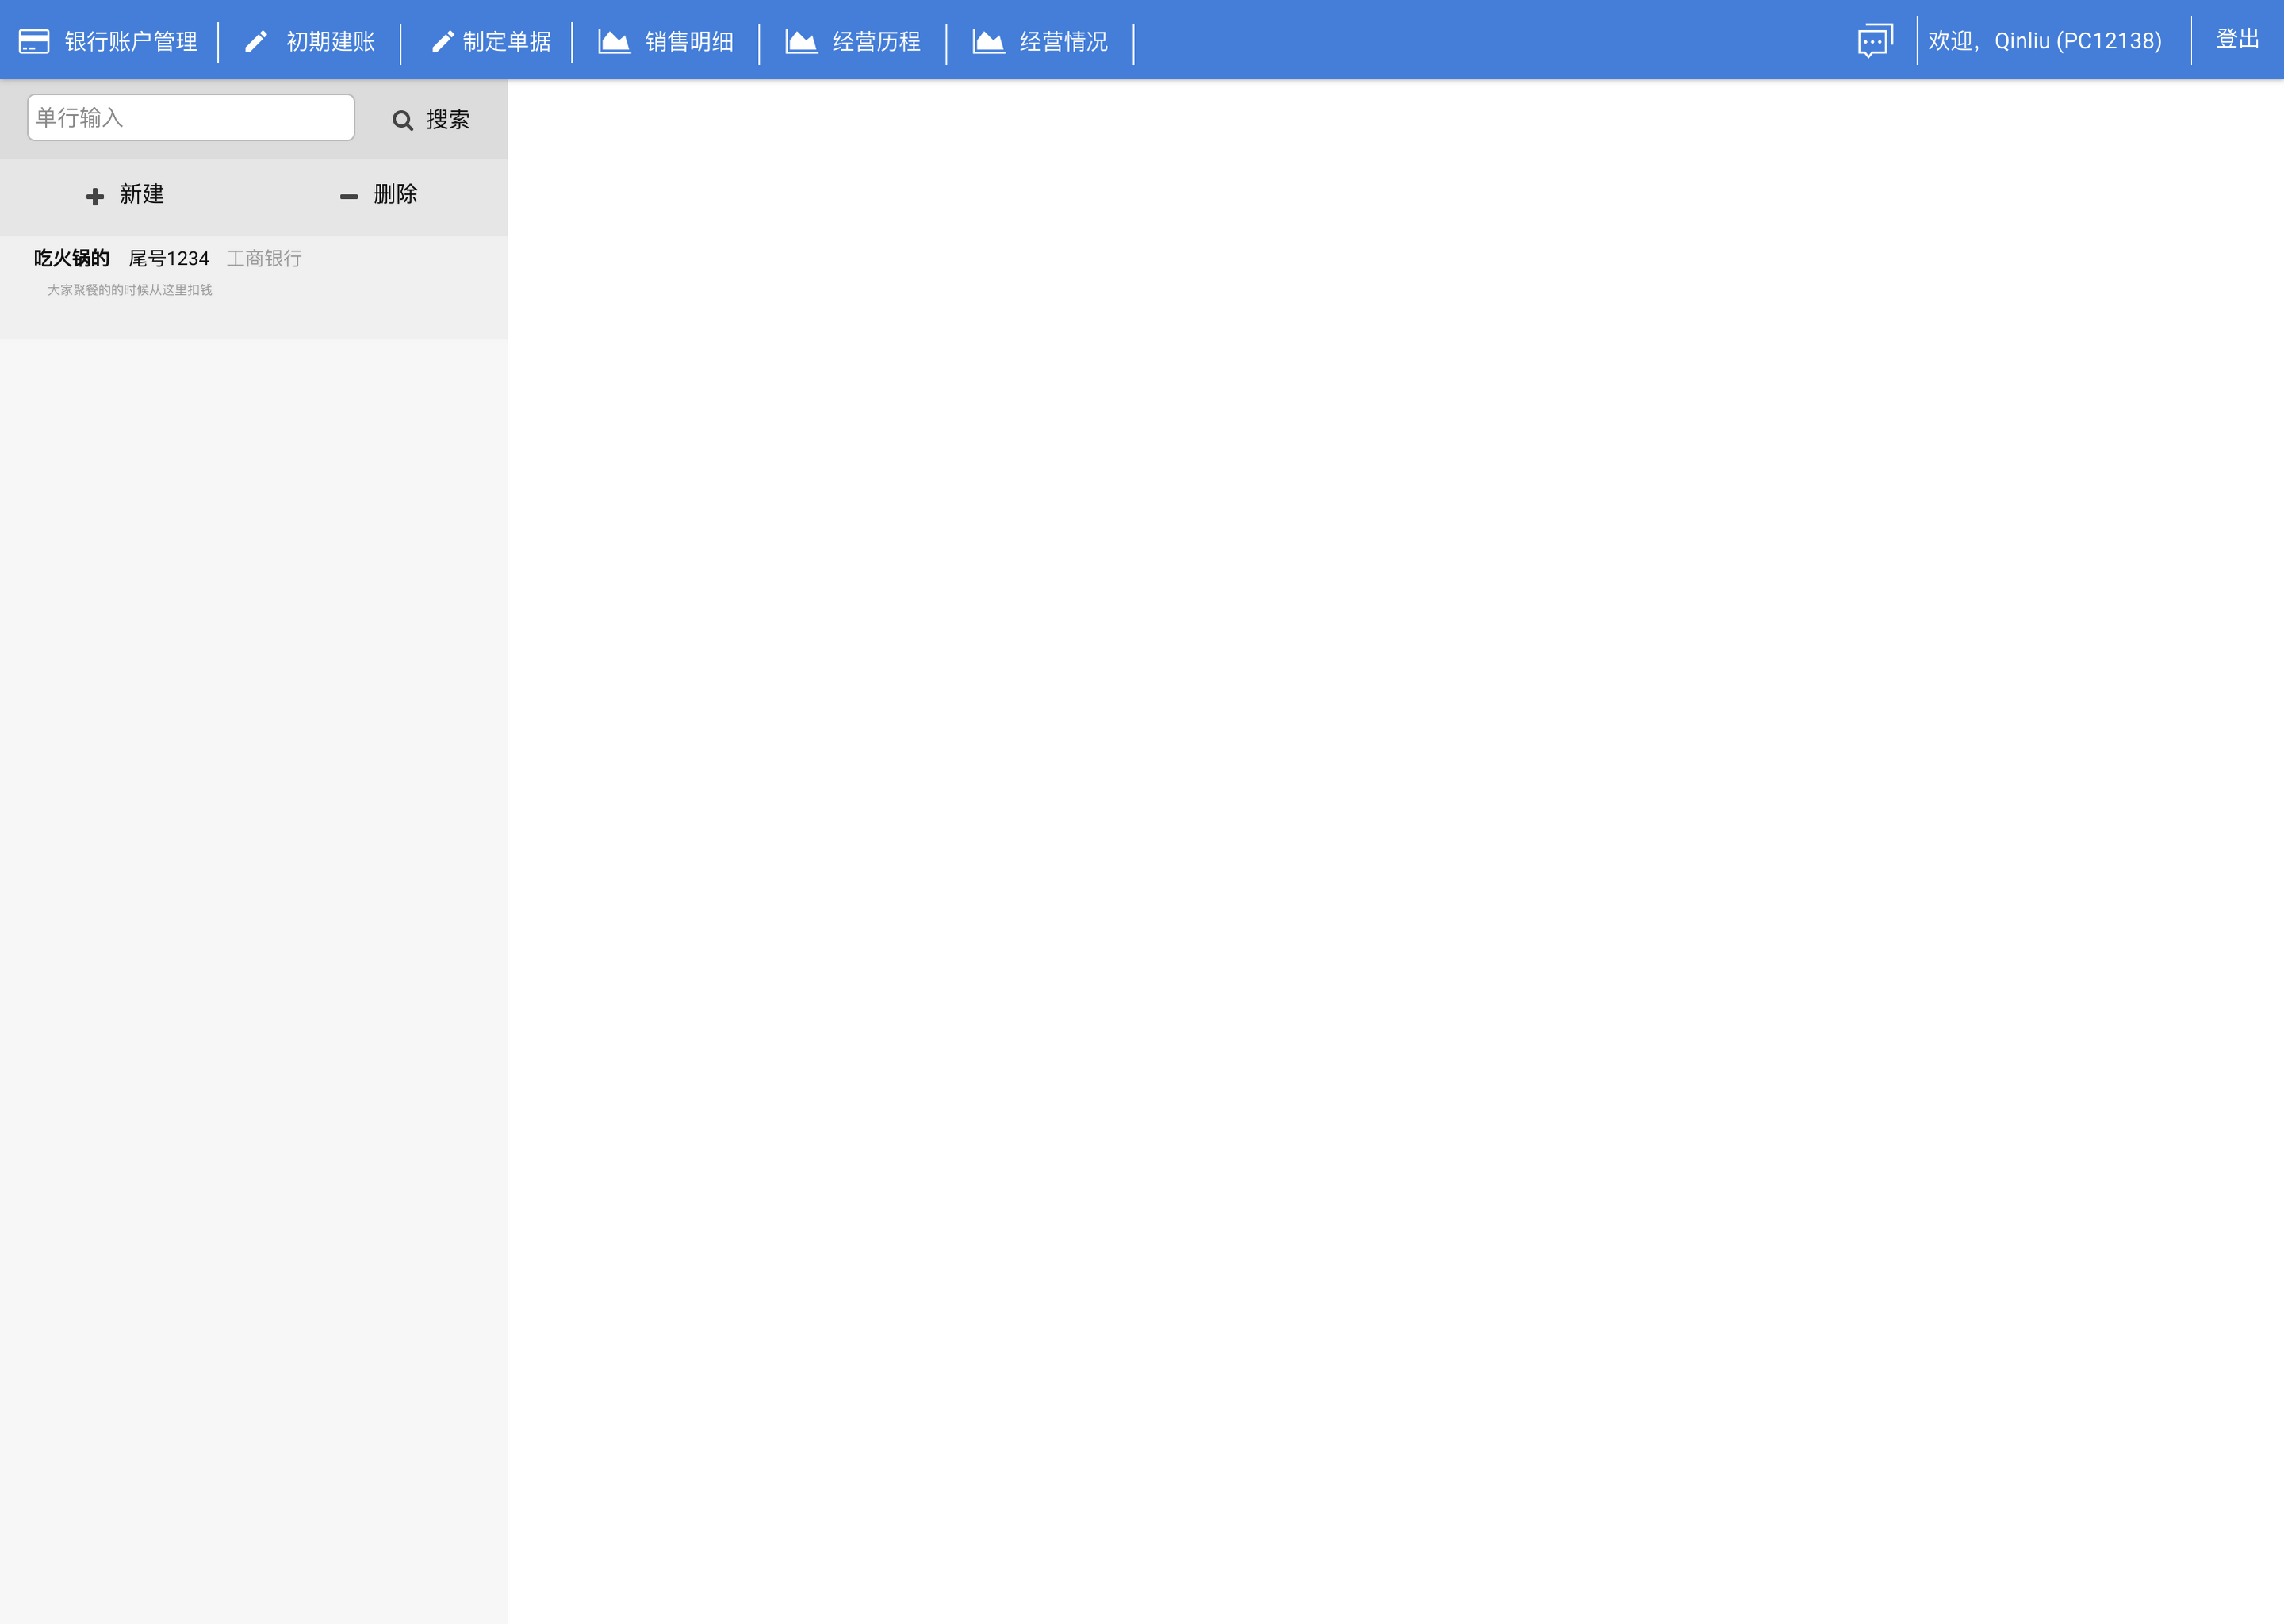 银行账户管理 初期建账 制定单据 销售明细 经营历程 经营情况 欢迎，Qinliu (PC12138) 登出
单行输入 搜索
新建 删除
吃火锅的 尾号1234 工商银行
大家聚餐的的时候从这里扣钱